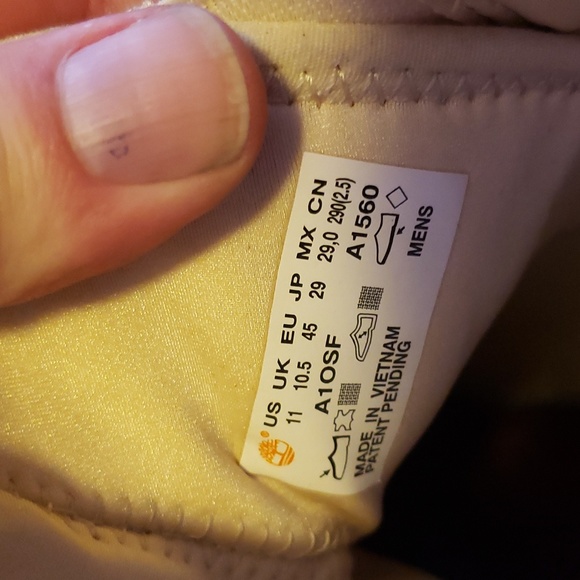 US UK EU JP MX CN
11 10.5 45 29 29,0 290(2.5)
A1OSF A1560
MENS
MADE IN VIETNAM
PATENT PENDING